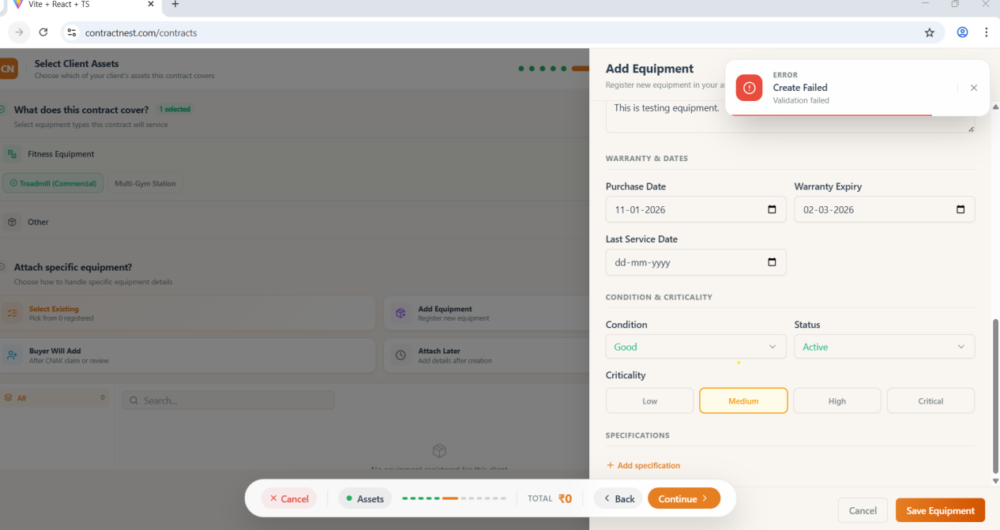 Vite + React + TS
contractnest.com/contracts
CN
Select Client Assets
Choose which of your client's assets this contract covers
What does this contract cover? 1 selected
Select equipment types this contract will service
Fitness Equipment
Treadmill (Commercial) Multi-Gym Station
Other
Attach specific equipment?
Choose how to handle specific equipment details
Select Existing
Pick from 0 registered
Add Equipment
Register new equipment
Buyer Will Add
After CNAK claim or review
Attach Later
Add details after creation
All 0
Search...
No equipment registered for this client
Add Equipment
Register new equipment in your
ERROR
Create Failed
Validation failed
This is testing equipment.
WARRANTY & DATES
Purchase Date Warranty Expiry
11-01-2026 02-03-2026
Last Service Date
dd-mm-yyyy
CONDITION & CRITICALITY
Condition Status
Good Active
Criticality
Low Medium High Critical
SPECIFICATIONS
+ Add specification
Cancel Save Equipment
Cancel Assets TOTAL ₹0 Back Continue